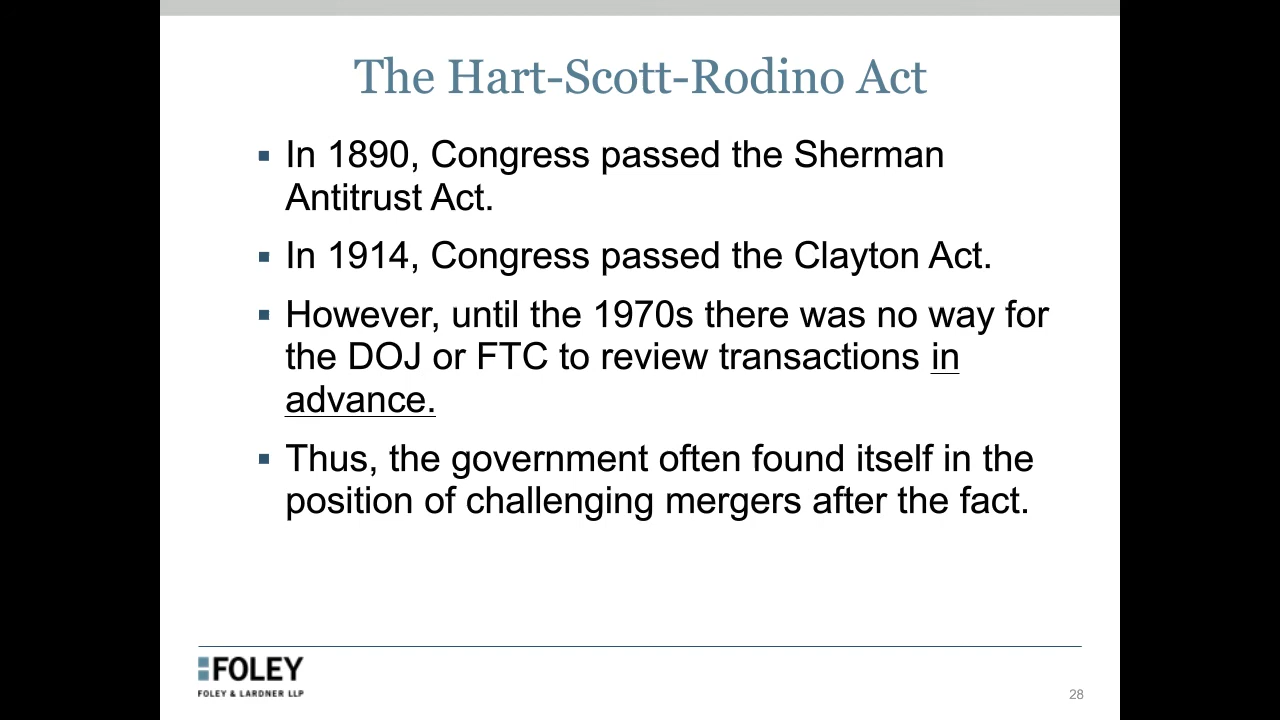 The Hart-Scott-Rodino Act
▪ In 1890, Congress passed the Sherman
Antitrust Act.
▪ In 1914, Congress passed the Clayton Act.
▪ However, until the 1970s there was no way for
the DOJ or FTC to review transactions in
advance.
▪ Thus, the government often found itself in the
position of challenging mergers after the fact.
FOLEY
FOLEY & LARDNER LLP
28